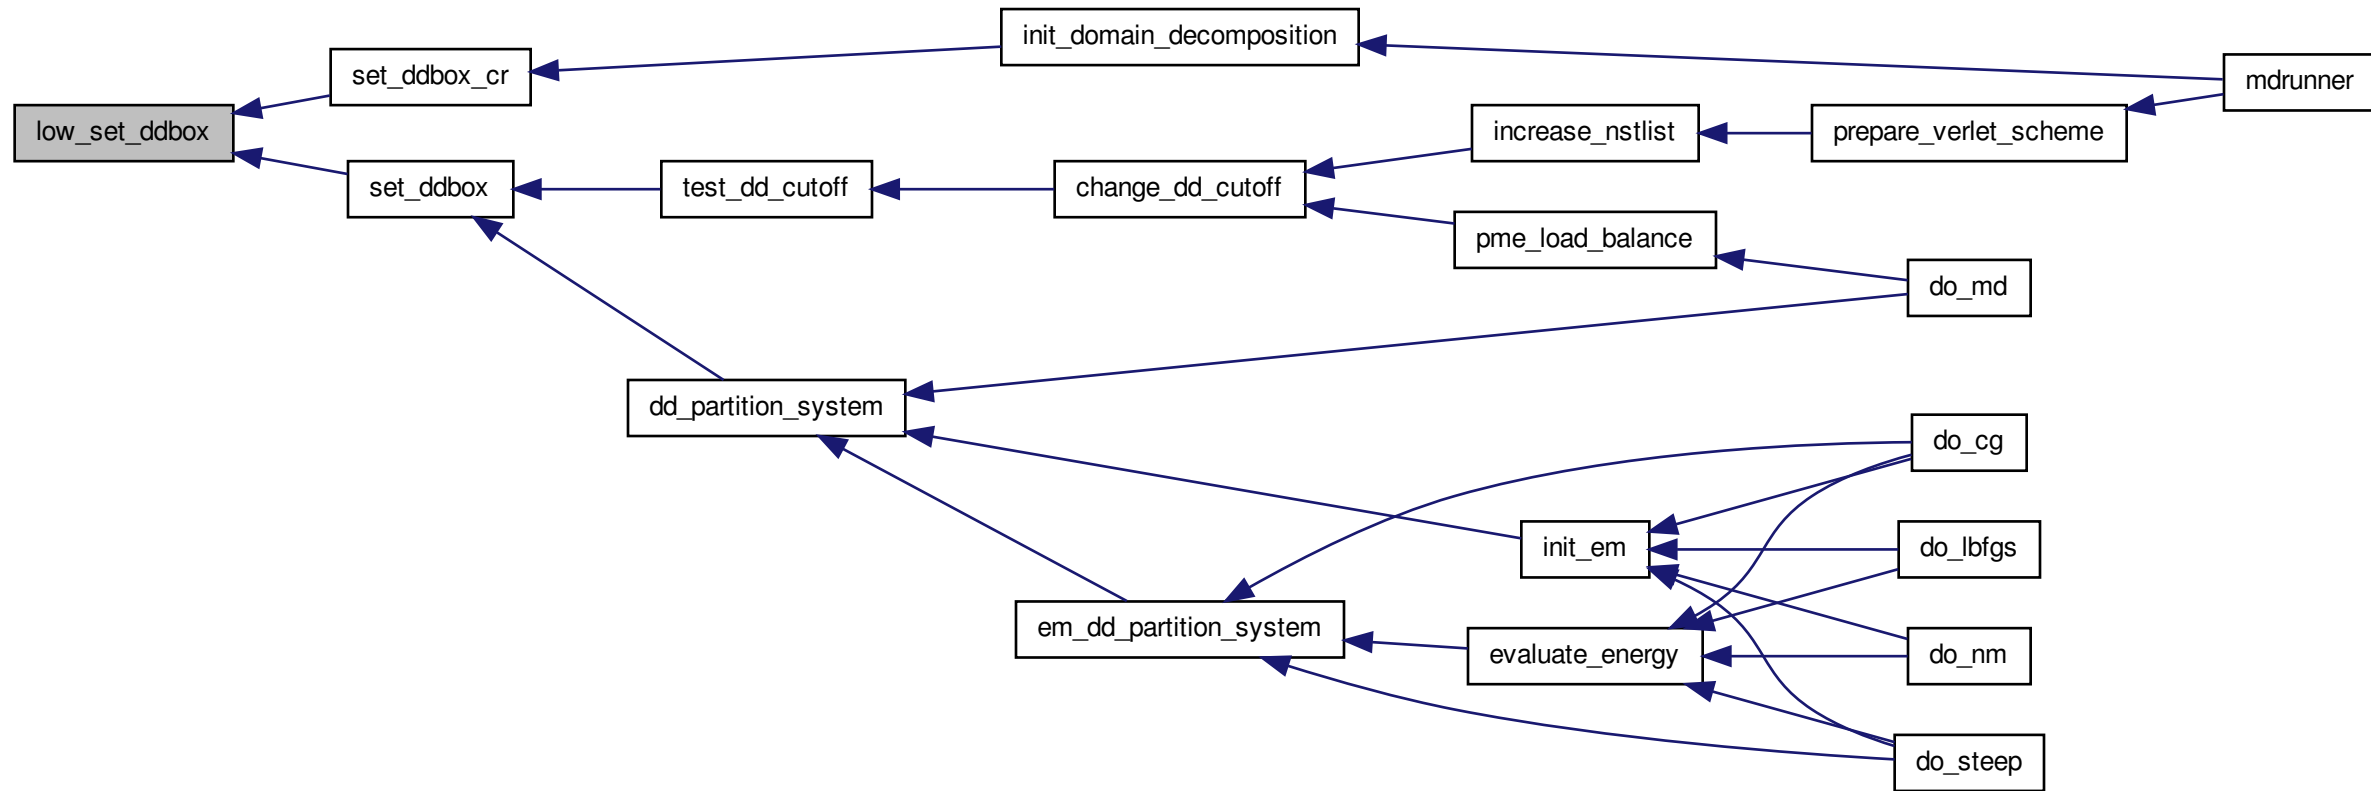 init_domain_decomposition
set_ddbox_cr
mdrunner
low_set_ddbox
increase_nstlist
prepare_verlet_scheme
set_ddbox
test_dd_cutoff
change_dd_cutoff
pme_load_balance
do_md
dd_partition_system
do_cg
init_em
do_lbfgs
em_dd_partition_system
evaluate_energy
do_nm
do_steep